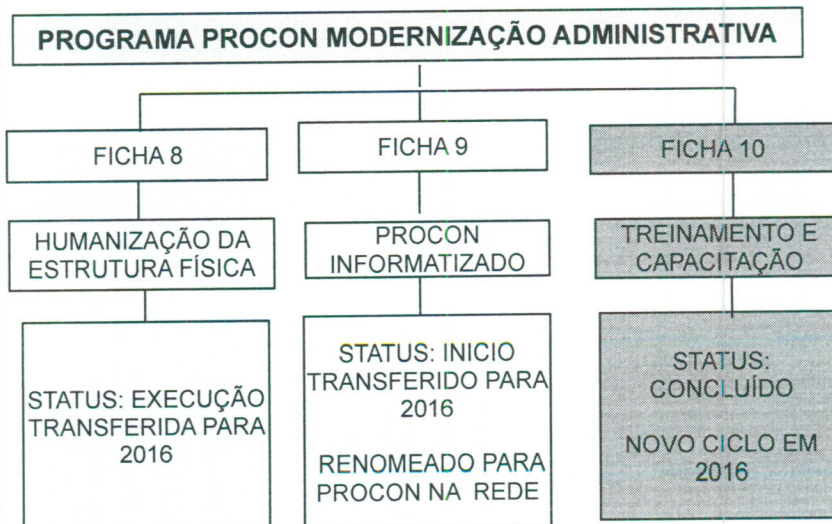 PROGRAMA PROCON MODERNIZAÇÃO ADMINISTRATIVA
FICHA 8
HUMANIZAÇÃO DA
ESTRUTURA FÍSICA
STATUS: EXECUÇÃO
TRANSFERIDA PARA
2016
FICHA 9
PROCON
INFORMATIZADO
STATUS: INICIO
TRANSFERIDO PARA
2016
RENOMEADO PARA
PROCON NA REDE
FICHA 10
TREINAMENTO E
CAPACITAÇÃO
STATUS:
CONCLUÍDO
NOVO CICLO EM
2016